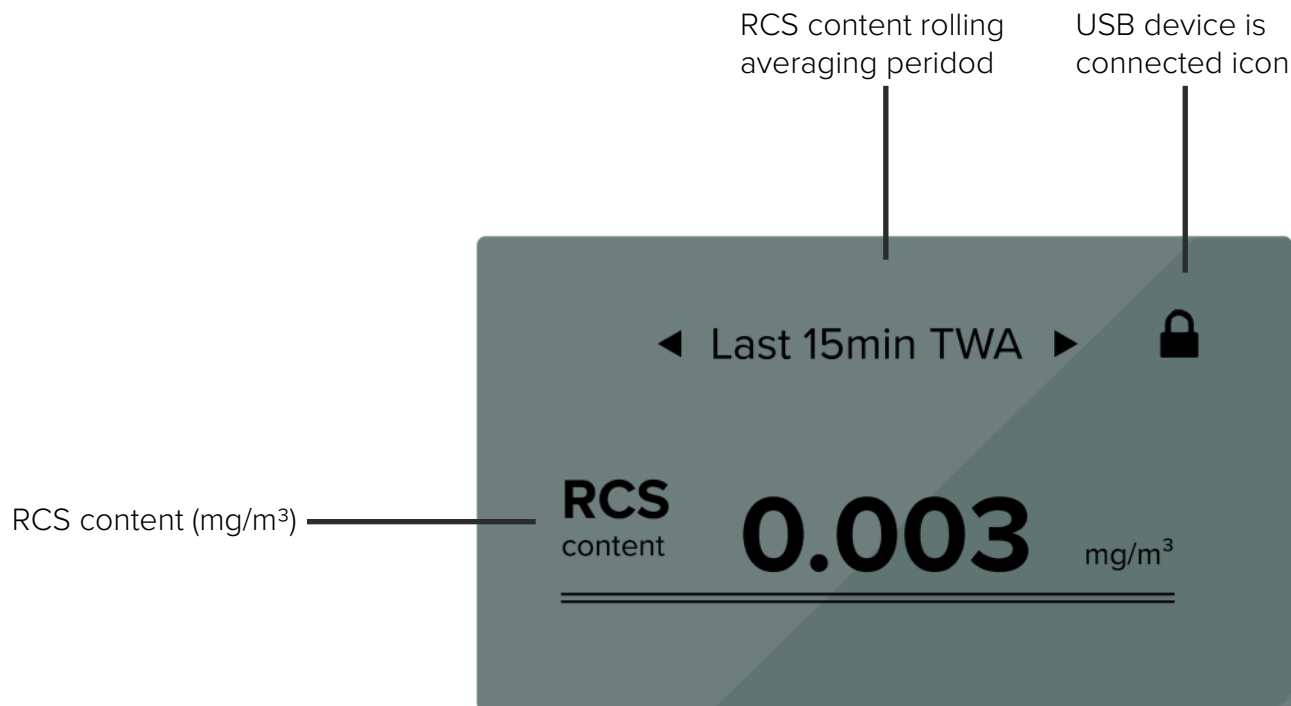 RCS content rolling
averaging peridod
USB device is
connected icon
◀ Last 15min TWA ▶
RCS content (mg/m³)
RCS
content
0.003
mg/m³